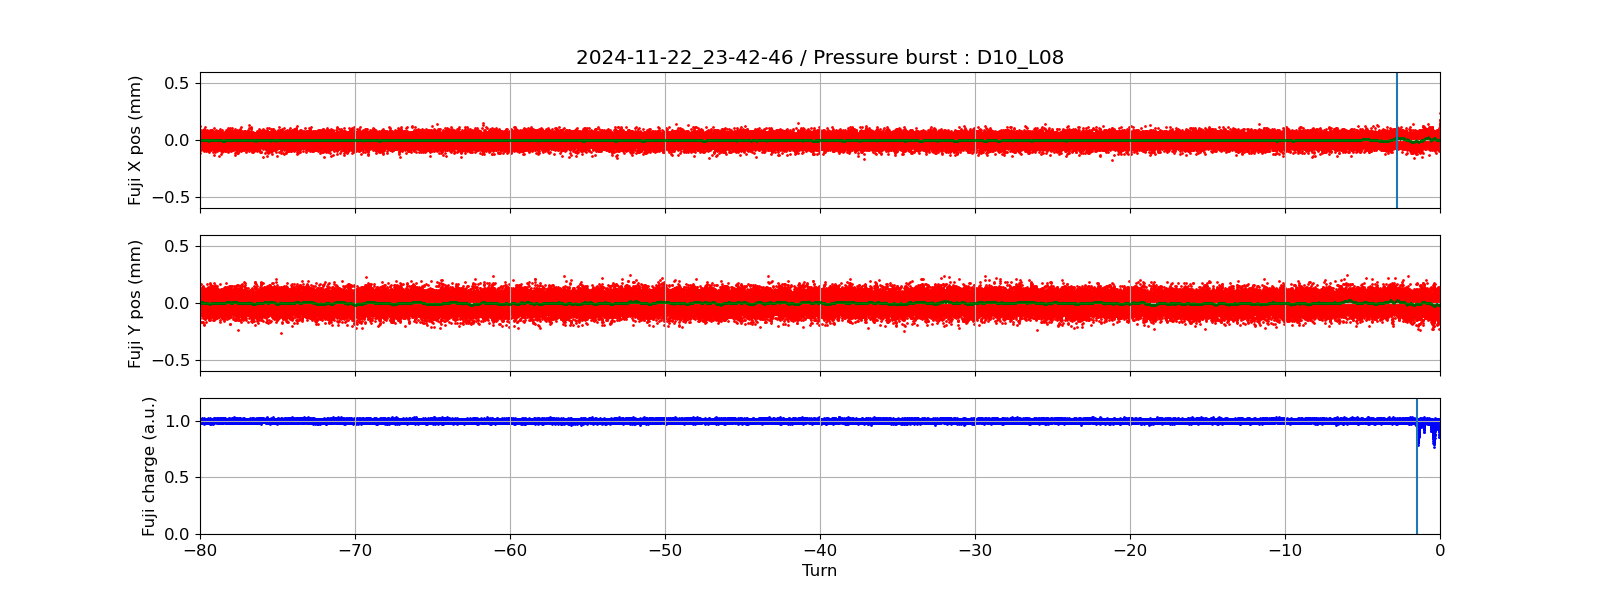 2024-11-22_23-42-46 / Pressure burst : D10_L08
Fuji X pos (mm)
0.5
0.0
−0.5
Fuji Y pos (mm)
0.5
0.0
−0.5
Fuji charge (a.u.)
1.0
0.5
0.0
−80 −70 −60 −50 −40 −30 −20 −10 0
Turn